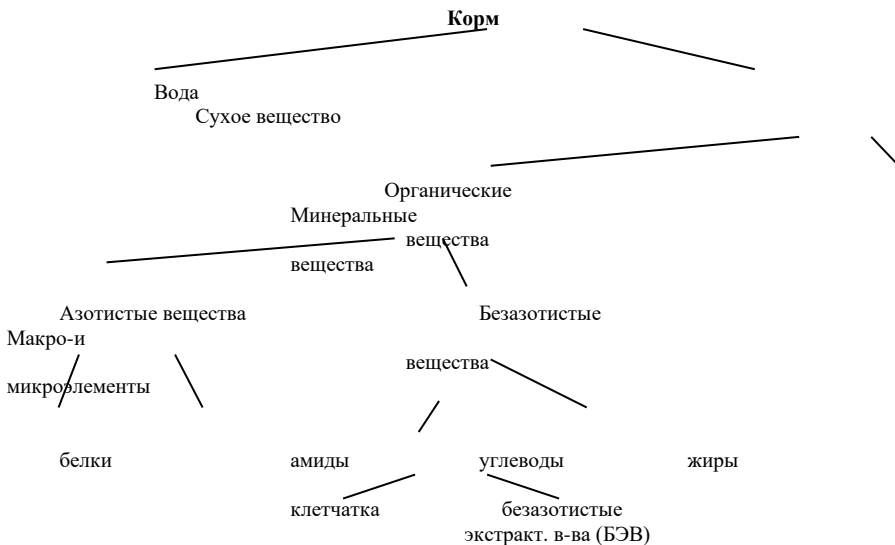 Корм
Вода
Сухое вещество
Органические
Минеральные
вещества
вещества
Азотистые вещества Безазотистые
Макро-и
вещества
микроэлементы
белки амиды углеводы жиры
клетчатка безазотистые
экстракт. в-ва (БЭВ)